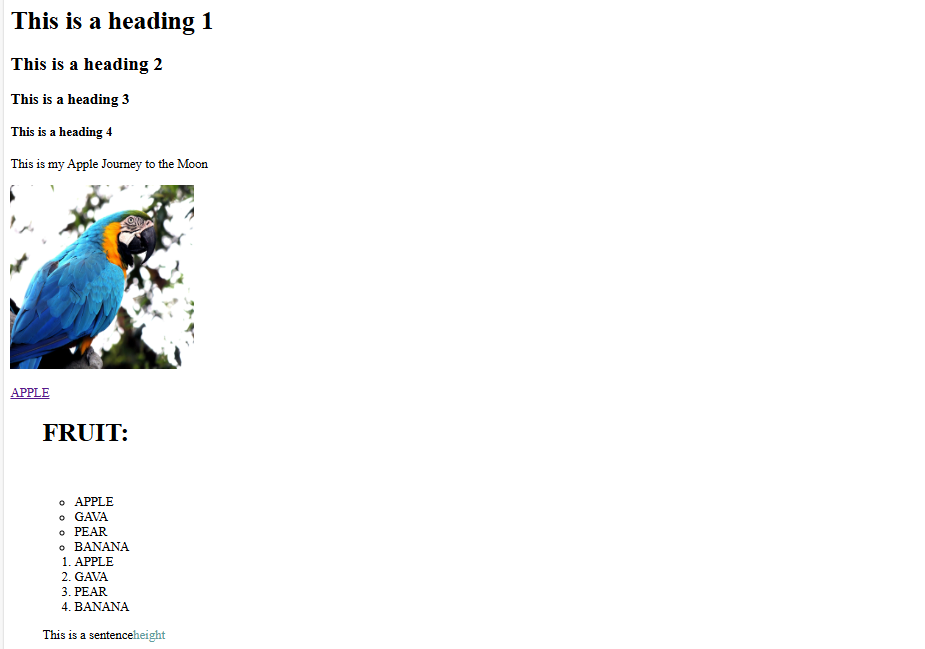 This is a heading 1
This is a heading 2
This is a heading 3
This is a heading 4
This is my Apple Journey to the Moon
APPLE
FRUIT:
APPLE
GAVA
PEAR
BANANA
1. APPLE
2. GAVA
3. PEAR
4. BANANA
This is a sentenceheight